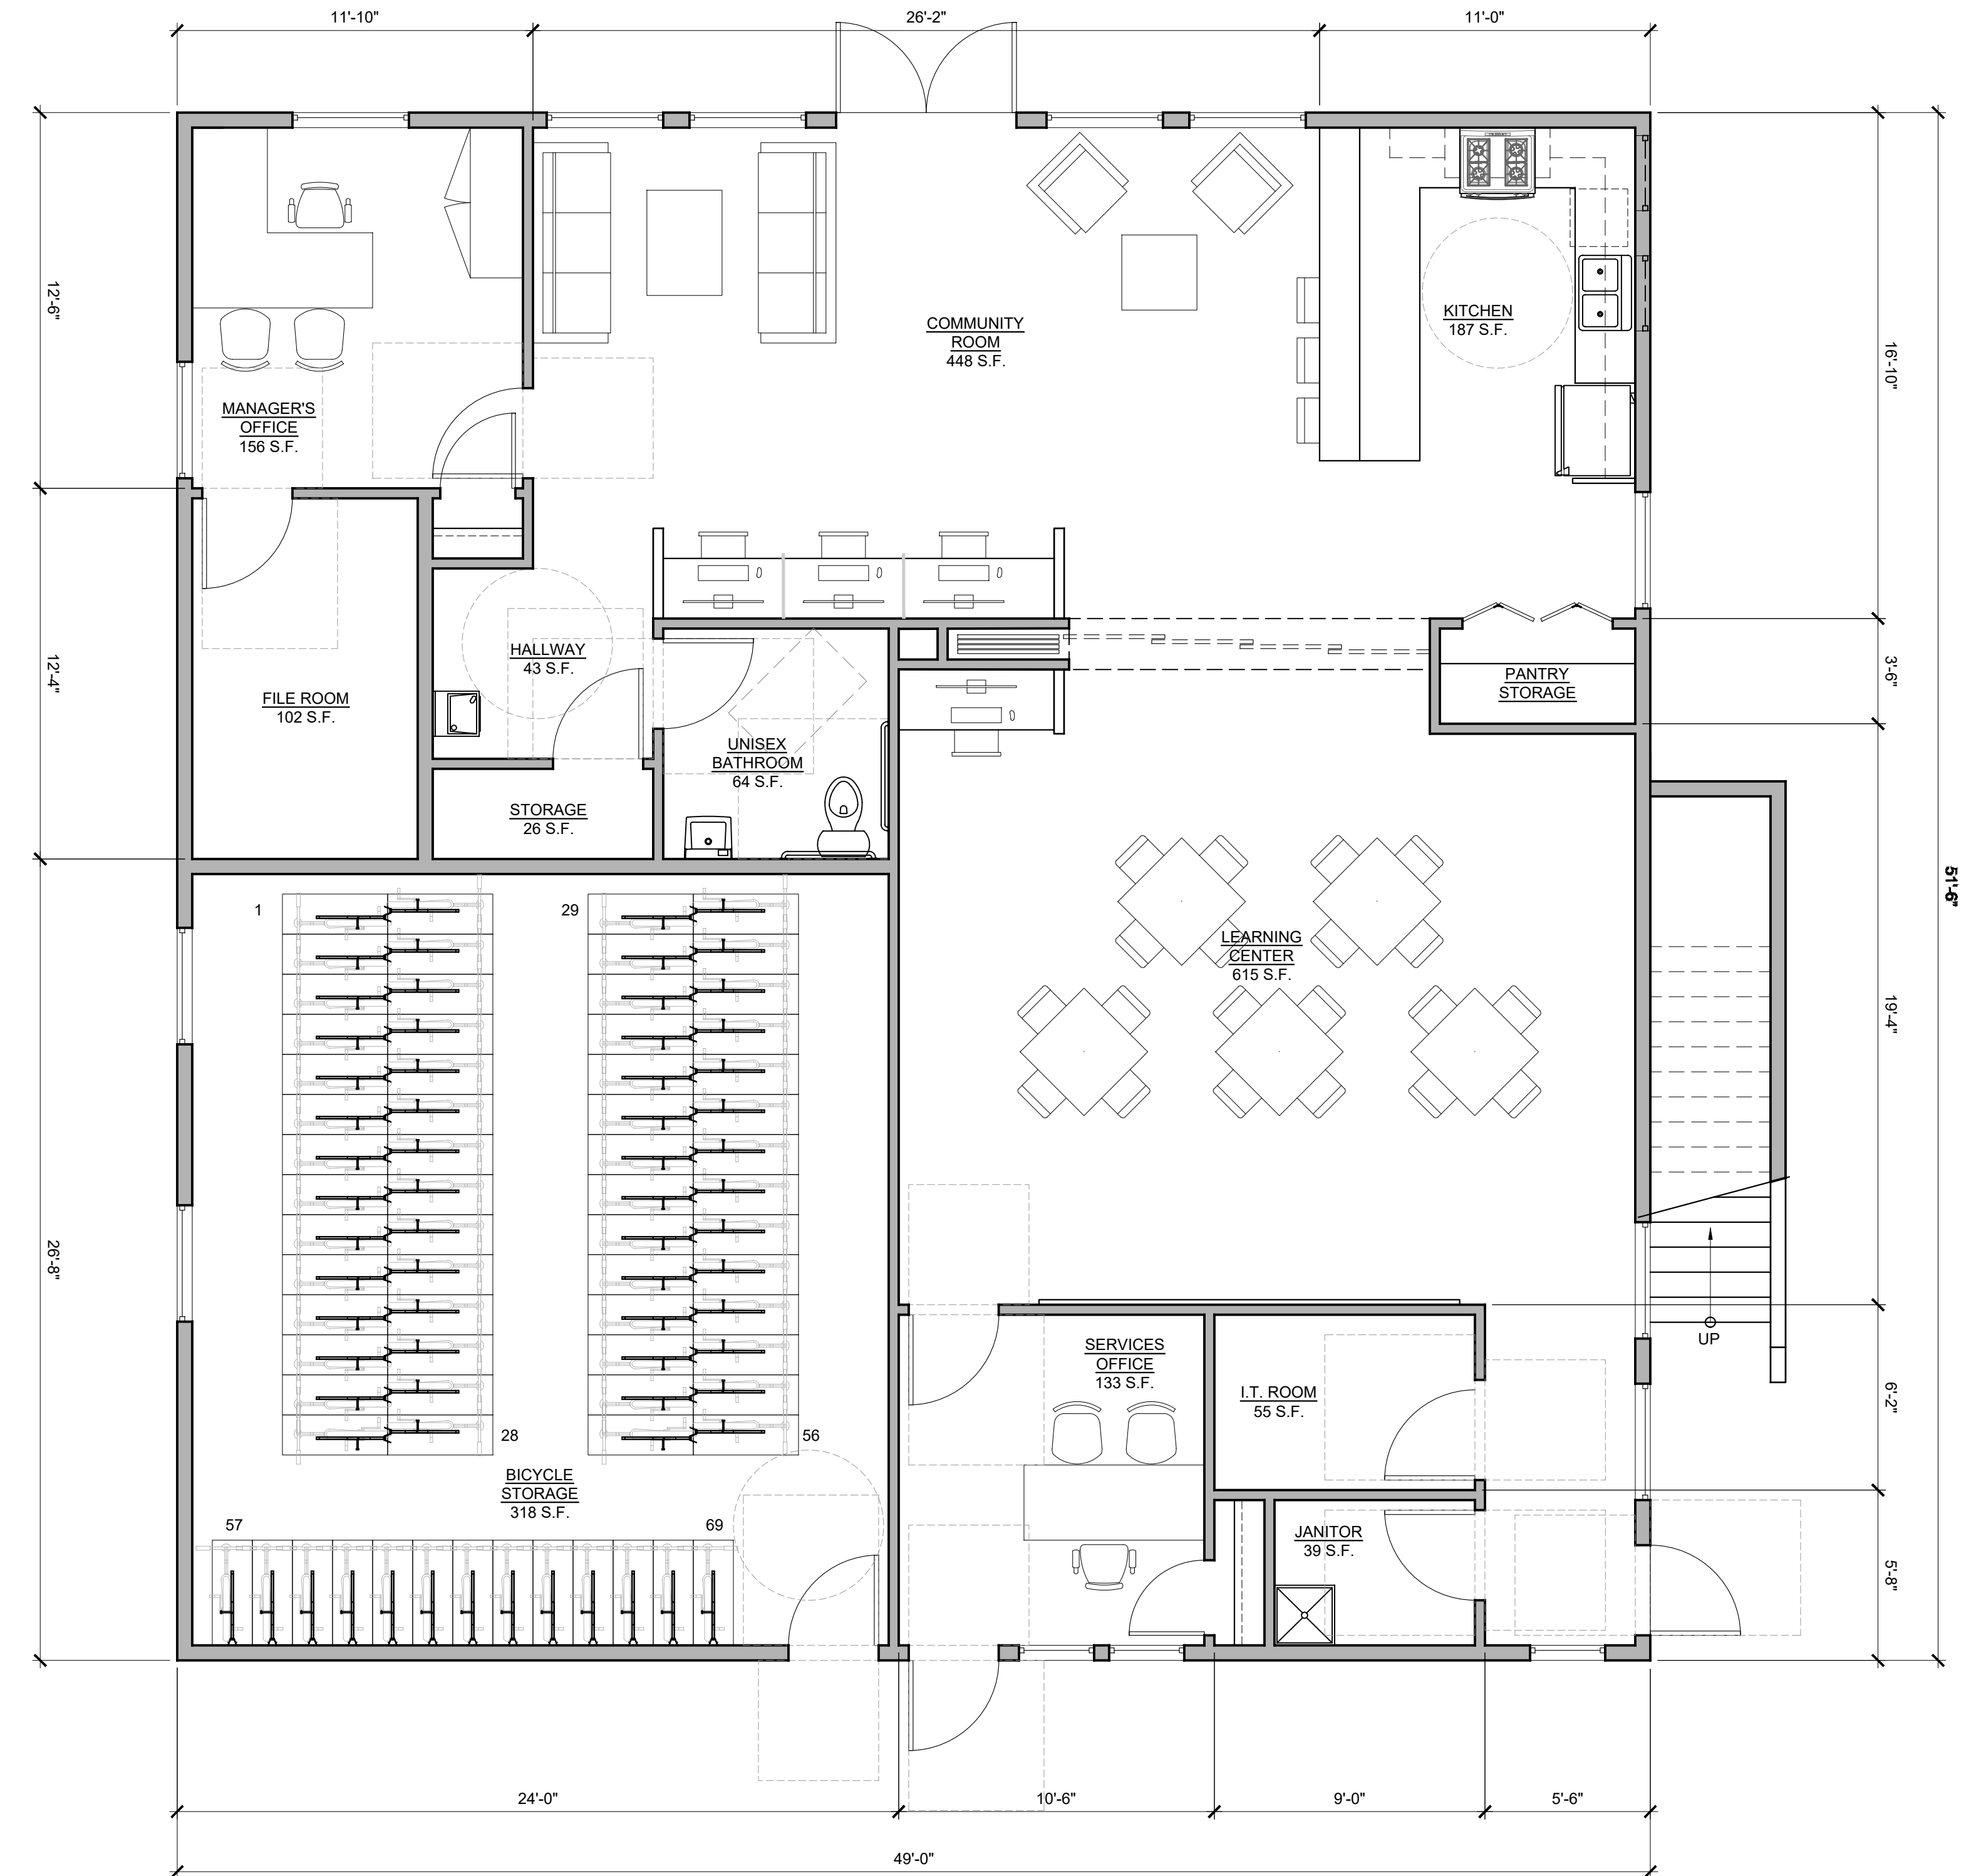 11'-10"
26'-2"
11'-0"
12'-6"
12'-4"
26'-8"
16'-10"
3'-6"
19'-4"
6'-2"
5'-8"
51'-6"
MANAGER'S
OFFICE
156 S.F.
COMMUNITY
ROOM
448 S.F.
KITCHEN
187 S.F.
FILE ROOM
102 S.F.
HALLWAY
43 S.F.
STORAGE
26 S.F.
UNISEX
BATHROOM
64 S.F.
PANTRY
STORAGE
LEARNING
CENTER
615 S.F.
1
29
28
56
BICYCLE
STORAGE
318 S.F.
57
69
SERVICES
OFFICE
133 S.F.
I.T. ROOM
55 S.F.
JANITOR
39 S.F.
UP
24'-0"
10'-6"
9'-0"
5'-6"
49'-0"